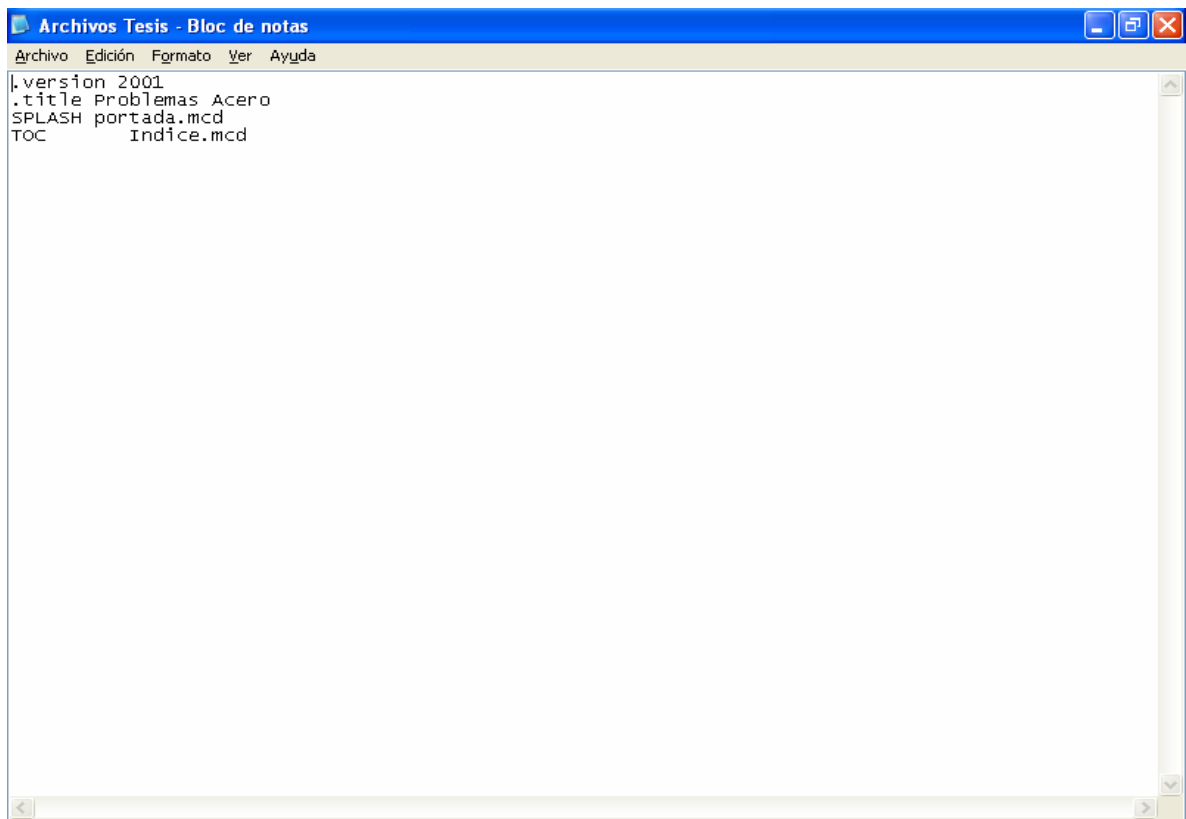 Archivos Tesis - Bloc de notas
Archivo Edición Formato Ver Ayuda
.version 2001
.title Problemas Acero
SPLASH portada.mcd
TOC Indice.mcd